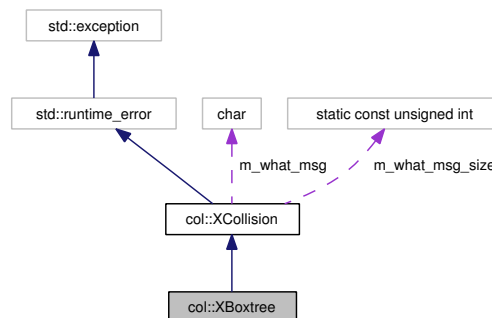 std::exception
std::runtime_error
char
static const unsigned int
m_what_msg
m_what_msg_size
col::XCollision
col::XBoxtree